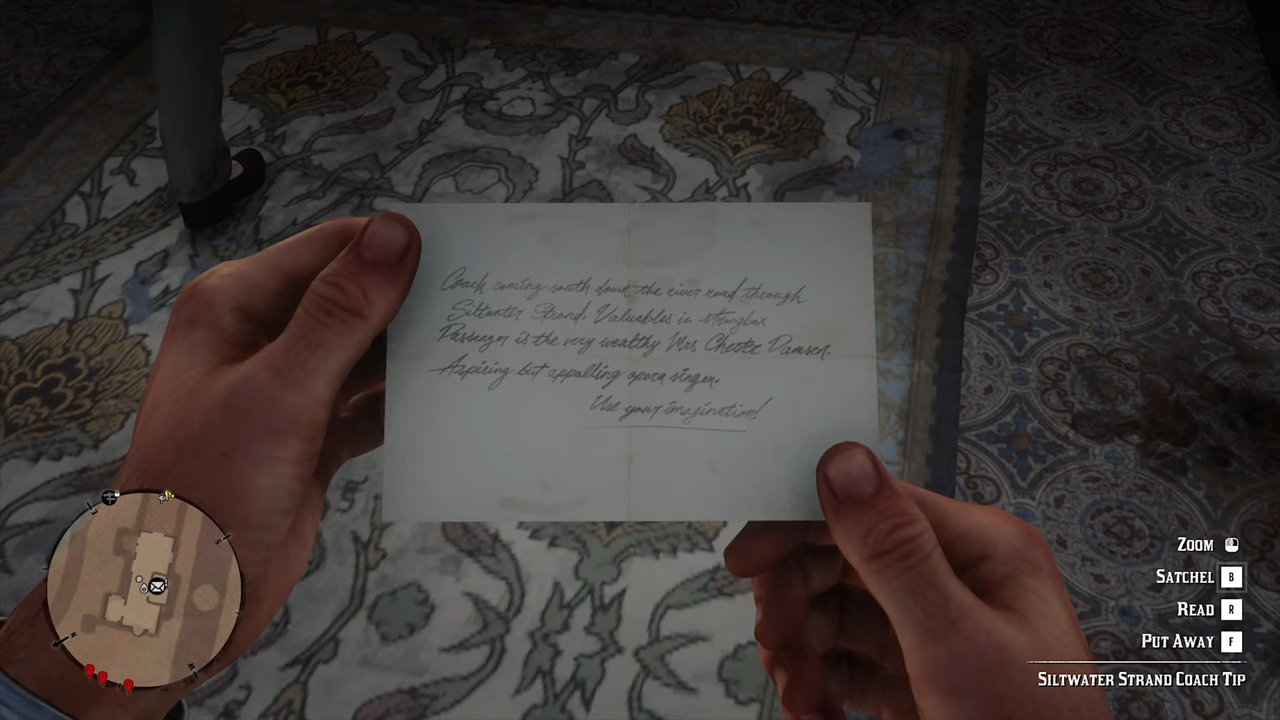 Coach coming south down the river road through
Siltwater Strand. Valuables in strongbox
Passenger is the very wealthy Mrs Chester Damsen.
Aspiring but appalling opera singer.
Use your imagination!
ZOOM
SATCHEL B
READ R
PUT AWAY F
SILTWATER STRAND COACH TIP